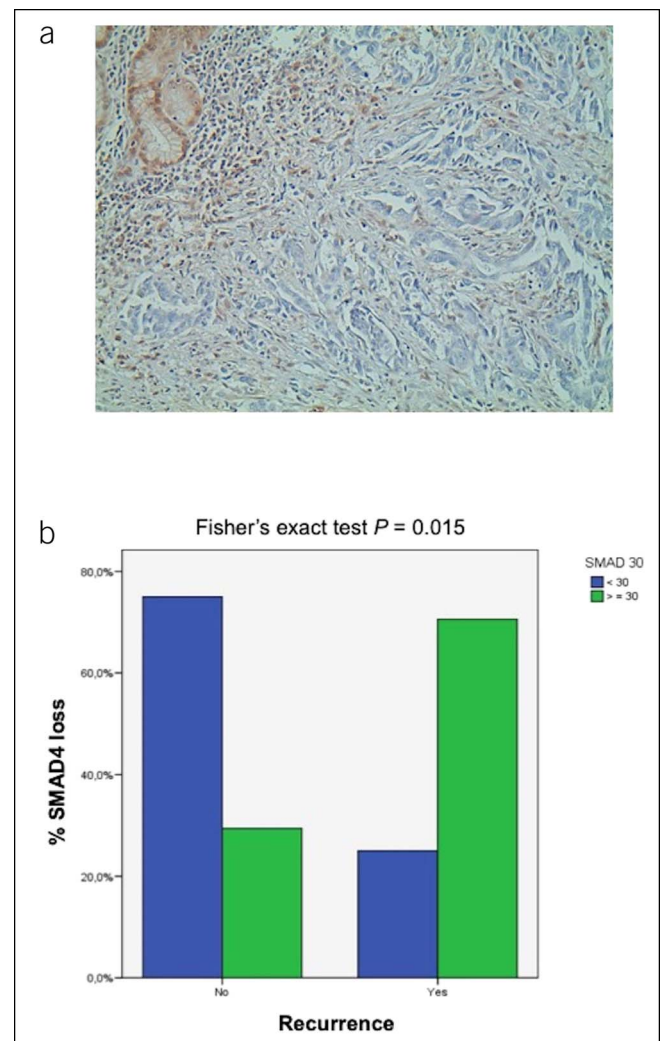 a
b
Fisher's exact test P = 0.015
SMAD 30
< 30
> = 30
80,0%
60,0%
40,0%
20,0%
0,0%
% SMAD4 loss
No
Yes
Recurrence